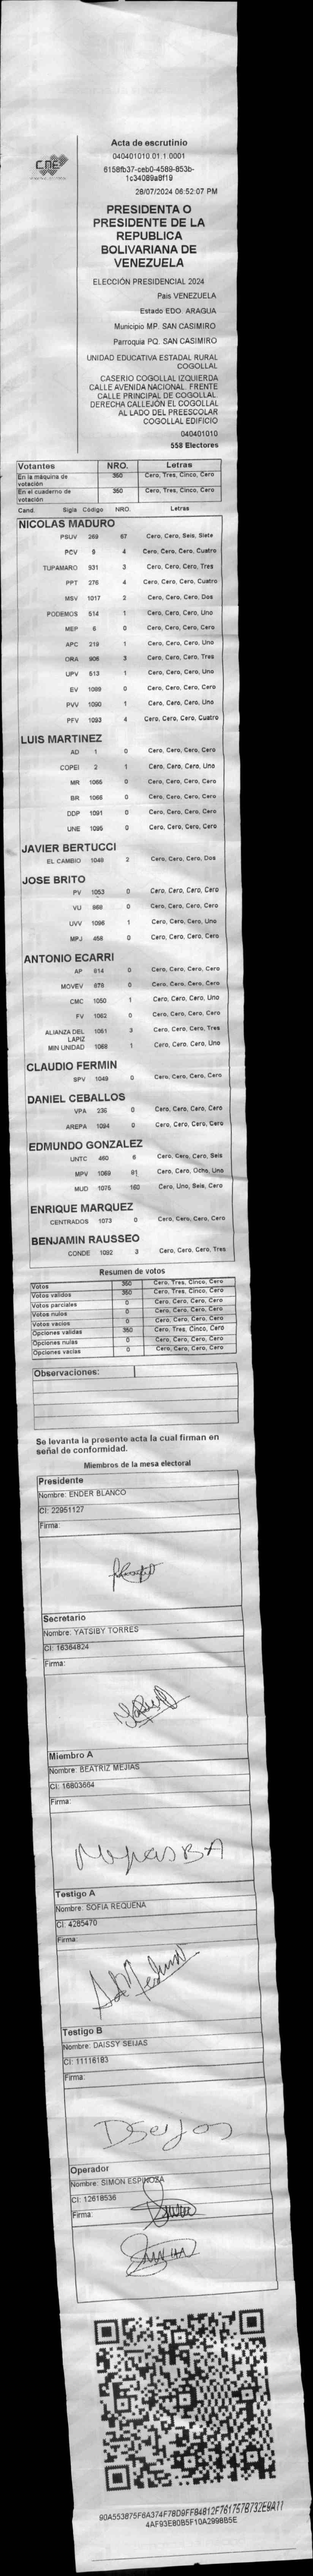 CNE
Acta de escrutinio
040401010.01.1.0001
6158fb37-ceb0-4589-853b-
1c34089a8f19
28/07/2024 06:52:07 PM
PRESIDENTA O
PRESIDENTE DE LA
REPUBLICA
BOLIVARIANA DE
VENEZUELA
ELECCIÓN PRESIDENCIAL 2024
Pais VENEZUELA
Estado EDO. ARAGUA
Municipio MP. SAN CASIMIRO
Parroquia PQ. SAN CASIMIRO
UNIDAD EDUCATIVA ESTADAL RURAL
COGOLLAL
CASERIO COGOLLAL IZQUIERDA
CALLE AVENIDA NACIONAL. FRENTE
CALLE PRINCIPAL DE COGOLLAL.
DERECHA CALLEJÓN EL COGOLLAL
AL LADO DEL PREESCOLAR
COGOLLAL EDIFICIO
040401010
558 Electores
Votantes NRO. Letras
En la máquina de votación 350 Cero, Tres, Cinco, Cero
En el cuaderno de votación 350 Cero, Tres, Cinco, Cero
Cand. Sigla Código NRO. Letras
NICOLAS MADURO
PSUV 269 67 Cero, Cero, Seis, Siete
PCV 9 4 Cero, Cero, Cero, Cuatro
TUPAMARO 931 3 Cero, Cero, Cero, Tres
PPT 276 4 Cero, Cero, Cero, Cuatro
MSV 1017 2 Cero, Cero, Cero, Dos
PODEMOS 514 1 Cero, Cero, Cero, Uno
MEP 6 0 Cero, Cero, Cero, Cero
APC 218 1 Cero, Cero, Cero, Uno
ORA 906 3 Cero, Cero, Cero, Tres
UPV 513 1 Cero, Cero, Cero, Uno
EV 1089 0 Cero, Cero, Cero, Cero
PVV 1090 1 Cero, Cero, Cero, Uno
PFV 1093 4 Cero, Cero, Cero, Cuatro
LUIS MARTINEZ
AD 1 0 Cero, Cero, Cero, Cero
COPEI 2 1 Cero, Cero, Cero, Uno
MR 1065 0 Cero, Cero, Cero, Cero
BR 1066 0 Cero, Cero, Cero, Cero
DDP 1091 0 Cero, Cero, Cero, Cero
UNE 1095 0 Cero, Cero, Cero, Cero
JAVIER BERTUCCI
EL CAMBIO 1048 2 Cero, Cero, Cero, Dos
JOSE BRITO
PV 1053 0 Cero, Cero, Cero, Cero
VU 868 0 Cero, Cero, Cero, Cero
UVV 1096 1 Cero, Cero, Cero, Uno
MPJ 458 0 Cero, Cero, Cero, Cero
ANTONIO ECARRI
AP 614 0 Cero, Cero, Cero, Cero
MOVEV 678 0 Cero, Cero, Cero, Cero
CMC 1050 1 Cero, Cero, Cero, Uno
FV 1062 0 Cero, Cero, Cero, Cero
ALIANZA DEL LAPIZ 1061 3 Cero, Cero, Cero, Tres
MIN UNIDAD 1068 1 Cero, Cero, Cero, Uno
CLAUDIO FERMIN
SPV 1049 0 Cero, Cero, Cero, Cero
DANIEL CEBALLOS
VPA 236 0 Cero, Cero, Cero, Cero
AREPA 1094 0 Cero, Cero, Cero, Cero
EDMUNDO GONZALEZ
UNTC 460 6 Cero, Cero, Cero, Seis
MPV 1069 81 Cero, Cero, Ocho, Uno
MUD 1075 160 Cero, Uno, Seis, Cero
ENRIQUE MARQUEZ
CENTRADOS 1073 0 Cero, Cero, Cero, Cero
BENJAMIN RAUSSEO
CONDE 1092 3 Cero, Cero, Cero, Tres
Resumen de votos
Votos 350 Cero, Tres, Cinco, Cero
Votos validos 350 Cero, Tres, Cinco, Cero
Votos parciales 0 Cero, Cero, Cero, Cero
Votos nulos 0 Cero, Cero, Cero, Cero
Votos vacios 0 Cero, Cero, Cero, Cero
Opciones validas 350 Cero, Tres, Cinco, Cero
Opciones nulas 0 Cero, Cero, Cero, Cero
Opciones vacias 0 Cero, Cero, Cero, Cero
Observaciones:
Se levanta la presente acta la cual firman en
señal de conformidad.
Miembros de la mesa electoral
Presidente
Nombre: ENDER BLANCO
CI: 22951127
Firma:
Secretario
Nombre: YATSIBY TORRES
CI: 16364824
Firma:
Miembro A
Nombre: BEATRIZ MEJIAS
CI: 16803664
Firma:
Testigo A
Nombre: SOFIA REQUENA
CI: 4285470
Firma:
Testigo B
Nombre: DAISSY SEIJAS
CI: 11116183
Firma:
DSeijas
Operador
Nombre: SIMON ESPINOZA
CI: 12618536
Firma:
90A553875F6A374F78D9FF84812F761757B732E9A11
4AF93E80B5F10A2998B5E